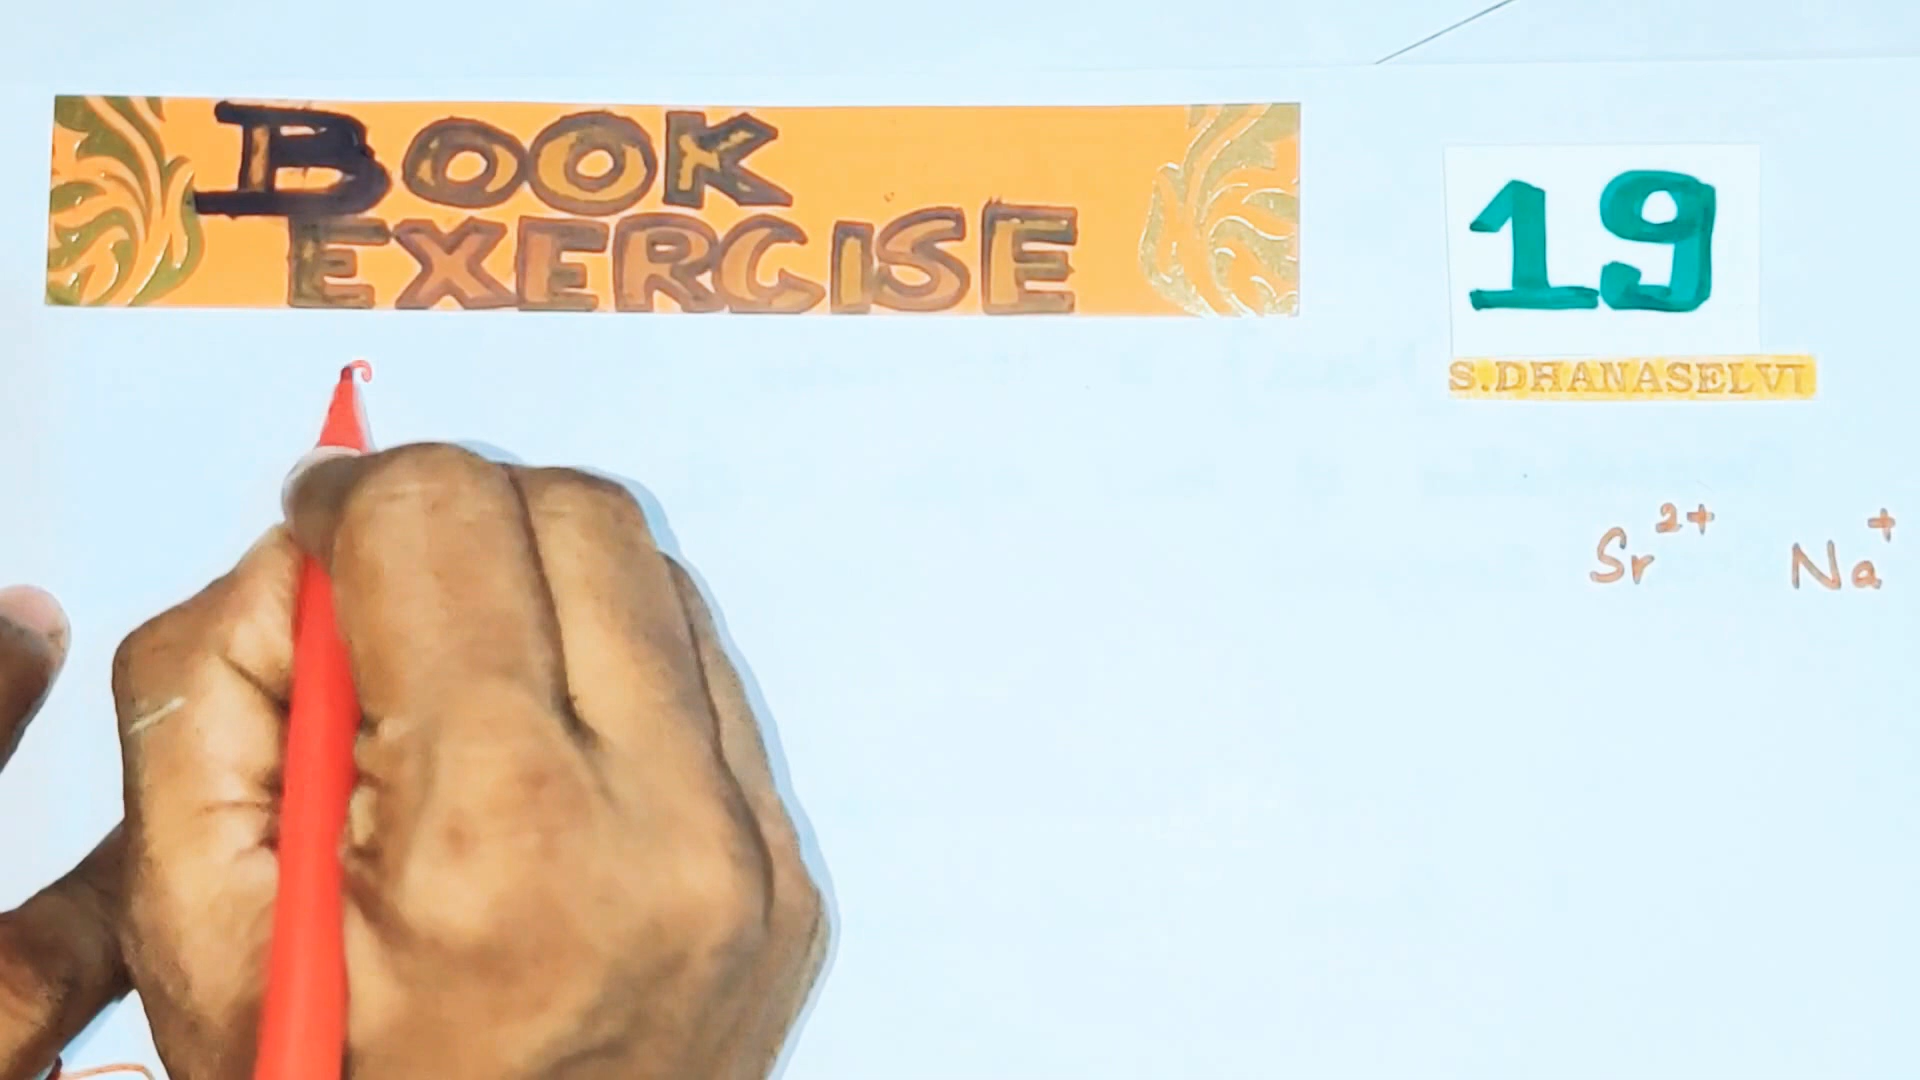 BOOK
EXERCISE
19
S.DHANASELVI
Sr²⁺ Na⁺